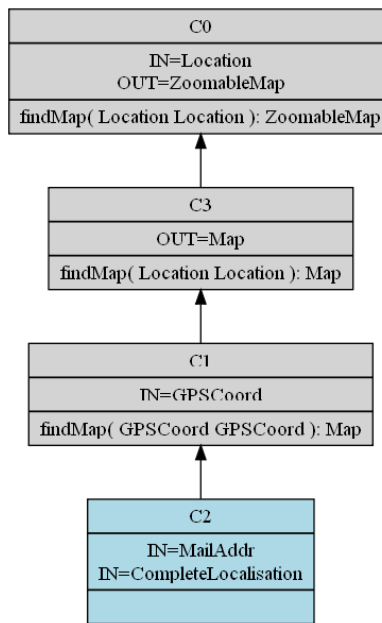 C0
IN=Location
OUT=ZoomableMap
findMap( Location Location ): ZoomableMap
C3
OUT=Map
findMap( Location Location ): Map
C1
IN=GPSCoord
findMap( GPSCoord GPSCoord ): Map
C2
IN=MailAddr
IN=CompleteLocalisation